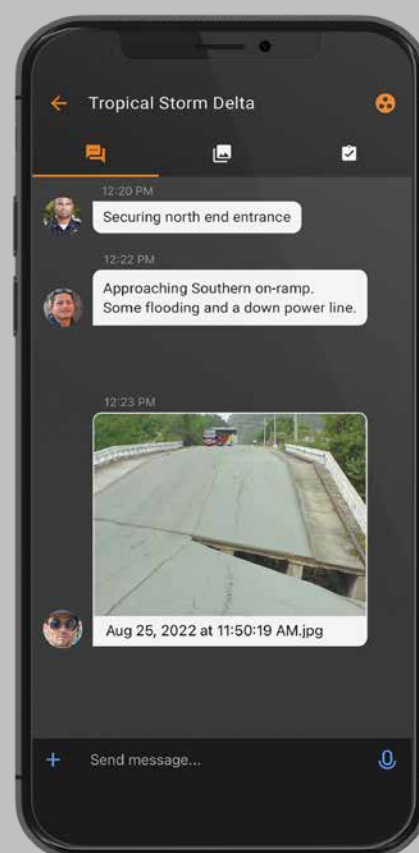 Tropical Storm Delta
12:20 PM
Securing north end entrance
12:22 PM
Approaching Southern on-ramp.
Some flooding and a down power line.
12:23 PM
Aug 25, 2022 at 11:50:19 AM.jpg
Send message...